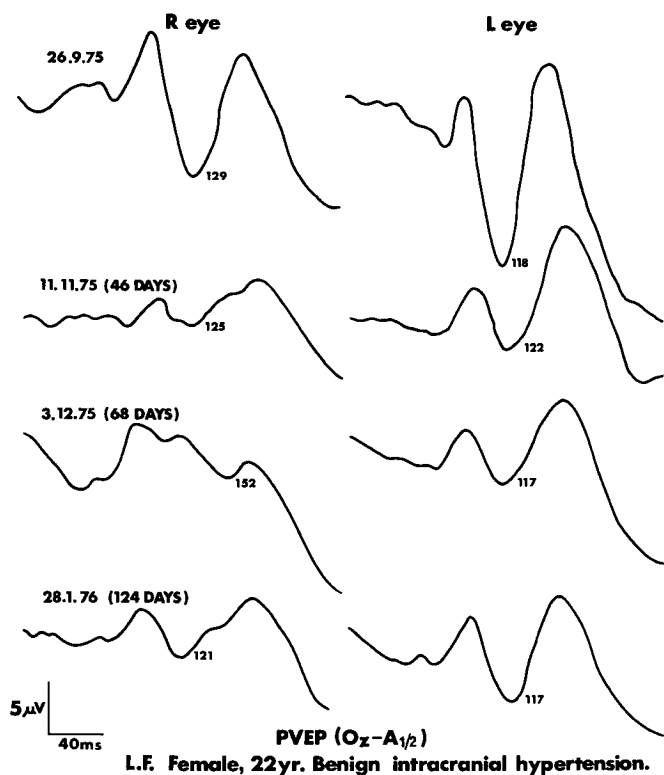 R eye L eye
26.9.75
129
118
11.11.75 (46 DAYS)
125
122
3.12.75 (68 DAYS)
152
117
28.1.76 (124 DAYS)
121
117
5μV
40ms
PVEP (Oz-A1/2)
L.F. Female, 22yr. Benign intracranial hypertension.